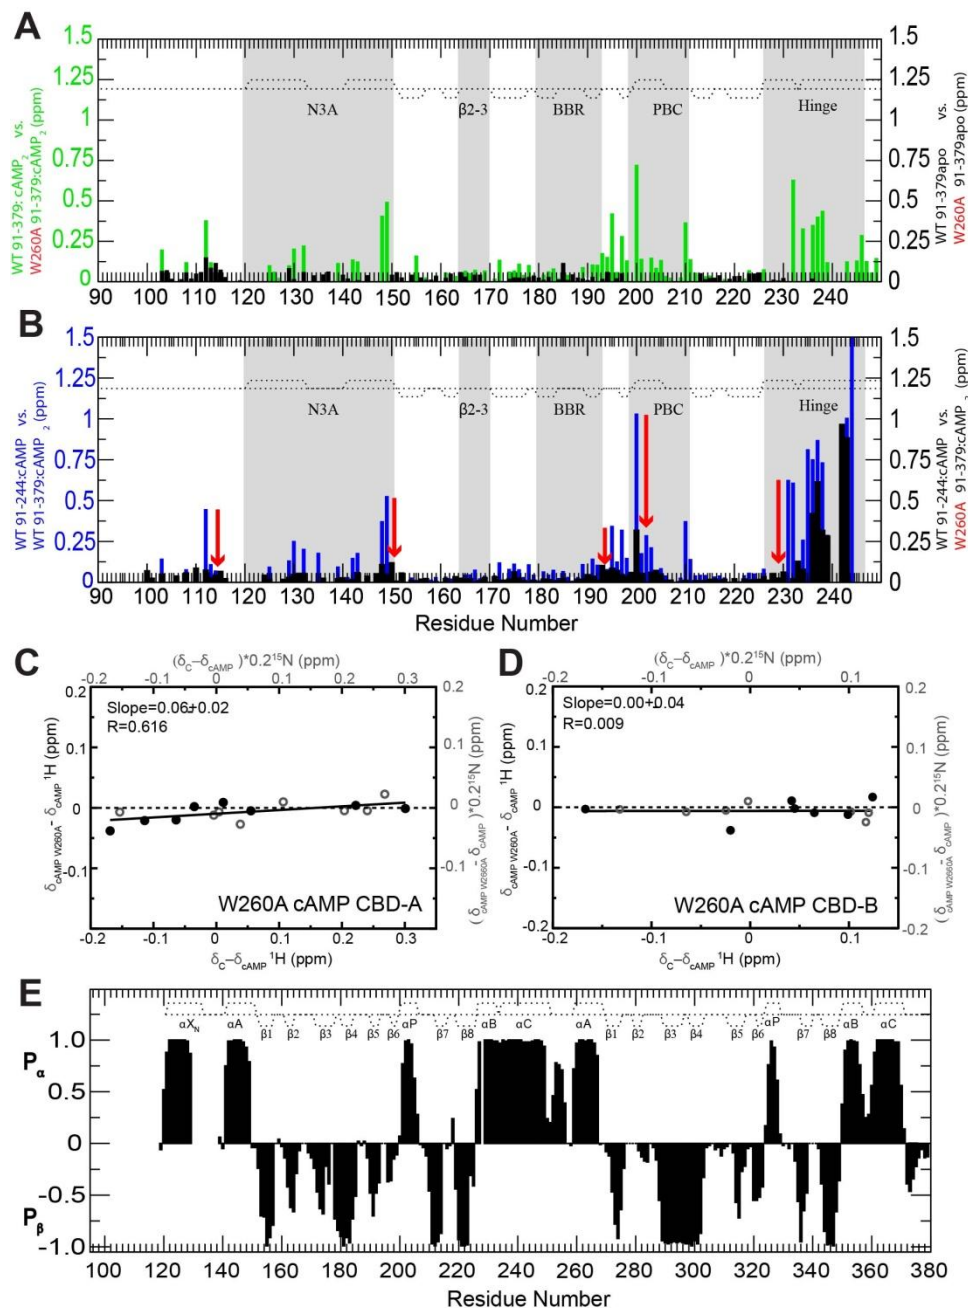 A
WT 91-379: cAMP2 vs.
W260A 91-379:cAMP2 (ppm)
1.5
1.25
1
0.75
0.5
0.25
0
N3A
β2-3
BBR
PBC
Hinge
1.5
1.25
1
0.75
0.5
0.25
0
WT 91-379apo vs.
W260A 91-379apo (ppm)
90 100 110 120 130 140 150 160 170 180 190 200 210 220 230 240
B
WT 91-244:cAMP vs.
WT 91-379:cAMP2 (ppm)
1.5
1.25
1
0.75
0.5
0.25
0
N3A
β2-3
BBR
PBC
Hinge
1.5
1.25
1
0.75
0.5
0.25
0
WT 91-244:cAMP vs.
W260A 91-379:cAMP2 (ppm)
90 100 110 120 130 140 150 160 170 180 190 200 210 220 230 240
Residue Number
C
(δC–δcAMP )*0.2¹⁵N (ppm)
-0.2 -0.1 0 0.1 0.2 0.3
Slope=0.06±0.02
R=0.616
δcAMP W260A- δcAMP ¹H (ppm)
0.2
0.1
0
-0.1
-0.2
0.2
0.1
0
-0.1
-0.2
(δcAMP W2660A- δcAMP )*0.2¹⁵N (ppm)
W260A cAMP CBD-A
-0.2 -0.1 0 0.1 0.2 0.3
δC–δcAMP ¹H (ppm)
D
(δC–δcAMP )*0.2¹⁵N (ppm)
-0.2 -0.1 0 0.1
Slope=0.00±0.04
R=0.009
δcAMP W260A- δcAMP ¹H (ppm)
0.2
0.1
0
-0.1
-0.2
0.2
0.1
0
-0.1
-0.2
(δcAMP W2660A- δcAMP )*0.2¹⁵N (ppm)
W260A cAMP CBD-B
-0.2 -0.1 0 0.1
δC–δcAMP ¹H (ppm)
E
αXN αA β1 β2 β3 β4 β5 β6 αP β7 β8 αB αC αA β1 β2 β3 β4 β5 β6 αP β7 β8 αB αC
Pα
Pβ
1.0
0.5
0
-0.5
-1.0
1.0
0.5
0
-0.5
-1.0
100 120 140 160 180 200 220 240 260 280 300 320 340 360 380
Residue Number